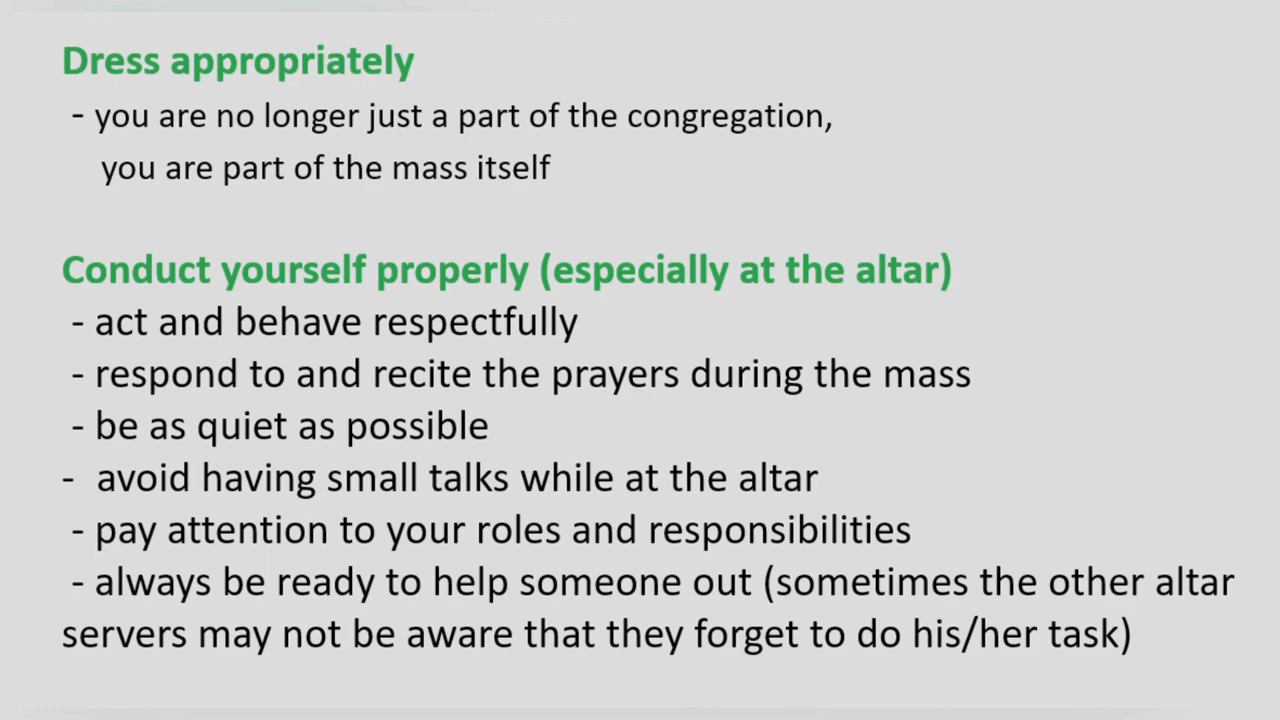 Dress appropriately
- you are no longer just a part of the congregation,
you are part of the mass itself
Conduct yourself properly (especially at the altar)
- act and behave respectfully
- respond to and recite the prayers during the mass
- be as quiet as possible
- avoid having small talks while at the altar
- pay attention to your roles and responsibilities
- always be ready to help someone out (sometimes the other altar
servers may not be aware that they forget to do his/her task)